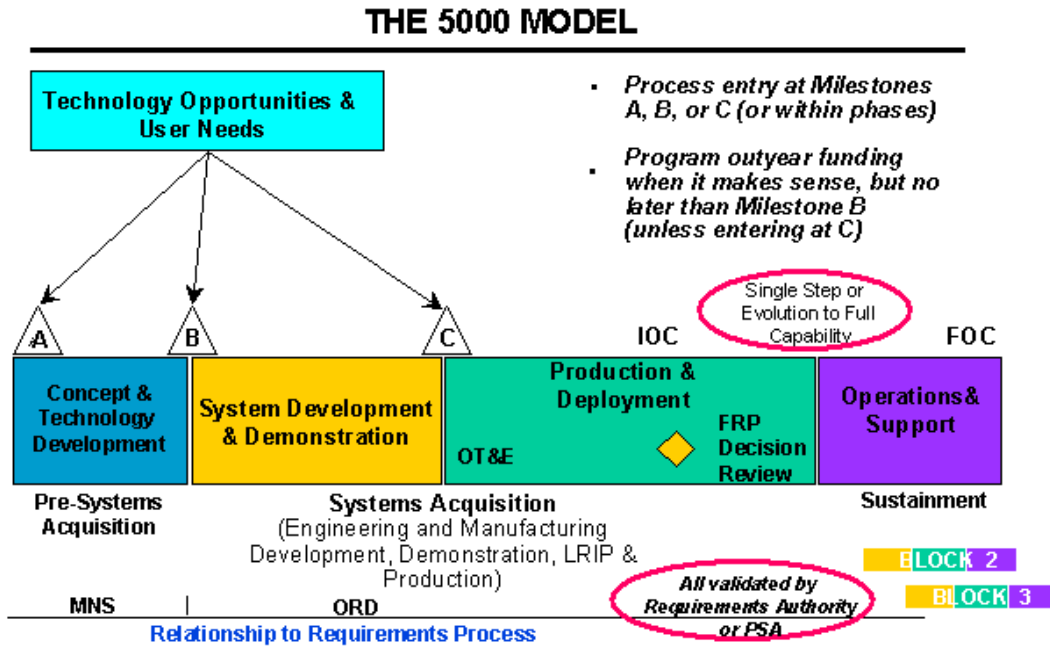 THE 5000 MODEL
Technology Opportunities &
User Needs
▪ Process entry at Milestones
A, B, or C (or within phases)
▪ Program outyear funding
when it makes sense, but no
later than Milestone B
(unless entering at C)
Single Step or
Evolution to Full
Capability
A
B
C
IOC
FOC
Concept &
Technology
Development
System Development
& Demonstration
Production &
Deployment
OT&E
FRP
Decision
Review
Operations&
Support
Pre-Systems
Acquisition
Systems Acquisition
(Engineering and Manufacturing
Development, Demonstration, LRIP &
Production)
Sustainment
BLOCK 2
BLOCK 3
All validated by
Requirements Authority
or PSA
MNS
ORD
Relationship to Requirements Process